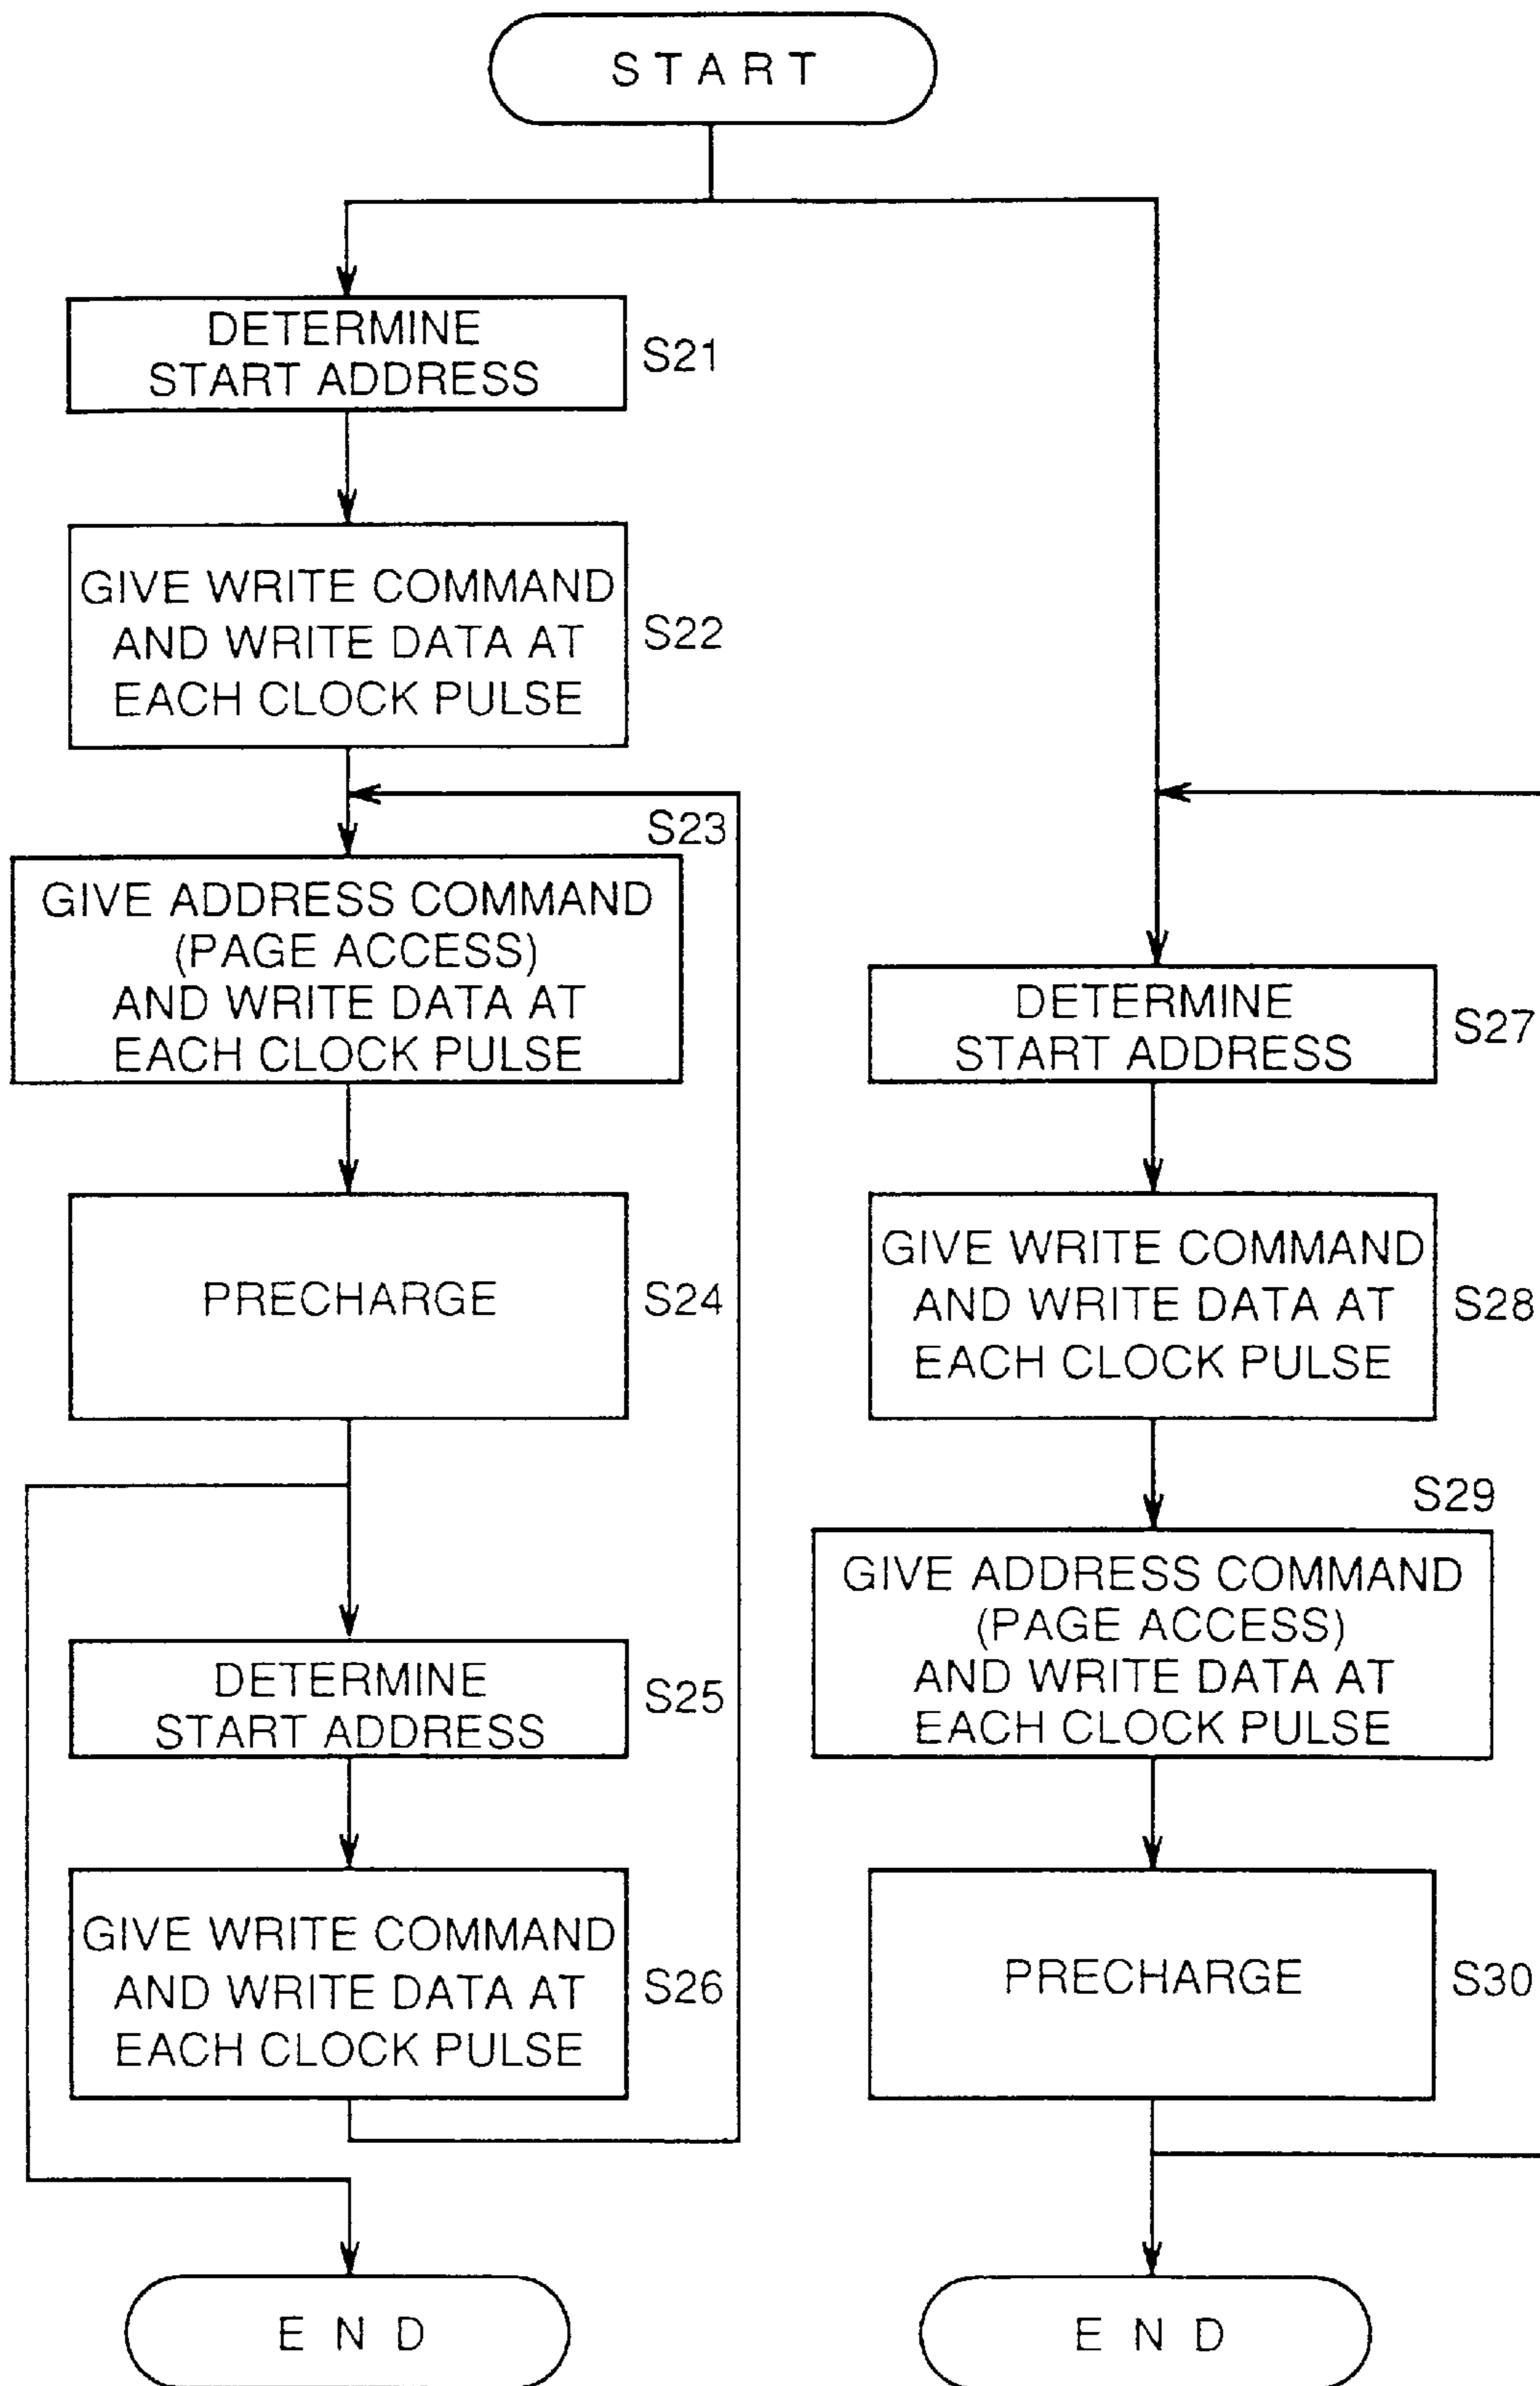 START
DETERMINE
START ADDRESS
S21
GIVE WRITE COMMAND
AND WRITE DATA AT
EACH CLOCK PULSE
S22
S23
GIVE ADDRESS COMMAND
(PAGE ACCESS)
AND WRITE DATA AT
EACH CLOCK PULSE
PRECHARGE
S24
DETERMINE
START ADDRESS
S25
GIVE WRITE COMMAND
AND WRITE DATA AT
EACH CLOCK PULSE
S26
END
DETERMINE
START ADDRESS
S27
GIVE WRITE COMMAND
AND WRITE DATA AT
EACH CLOCK PULSE
S28
S29
GIVE ADDRESS COMMAND
(PAGE ACCESS)
AND WRITE DATA AT
EACH CLOCK PULSE
PRECHARGE
S30
END